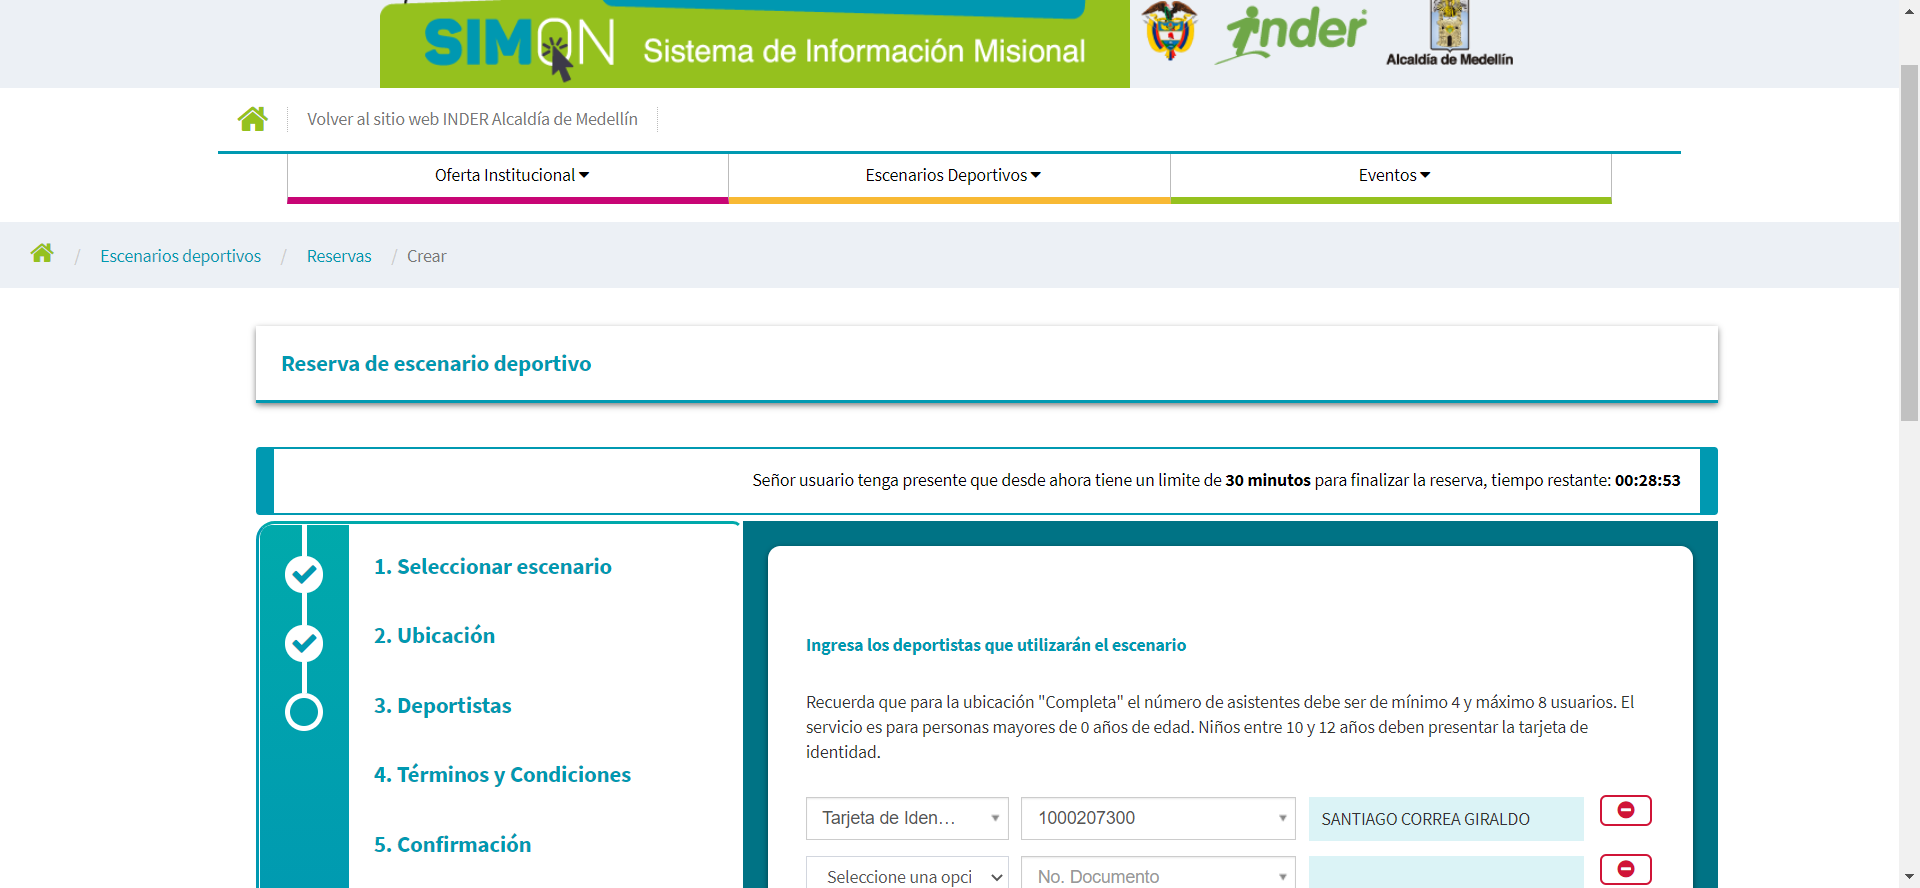 SIMON Sistema de Información Misional
inder
Alcaldía de Medellín
Volver al sitio web INDER Alcaldía de Medellín
Oferta Institucional
Escenarios Deportivos
Eventos
/ Escenarios deportivos / Reservas / Crear
Reserva de escenario deportivo
Señor usuario tenga presente que desde ahora tiene un limite de 30 minutos para finalizar la reserva, tiempo restante: 00:28:53
1. Seleccionar escenario
2. Ubicación
3. Deportistas
4. Términos y Condiciones
5. Confirmación
Ingresa los deportistas que utilizarán el escenario
Recuerda que para la ubicación "Completa" el número de asistentes debe ser de mínimo 4 y máximo 8 usuarios. El
servicio es para personas mayores de 0 años de edad. Niños entre 10 y 12 años deben presentar la tarjeta de
identidad.
Tarjeta de Iden... 1000207300 SANTIAGO CORREA GIRALDO
Seleccione una opci No. Documento